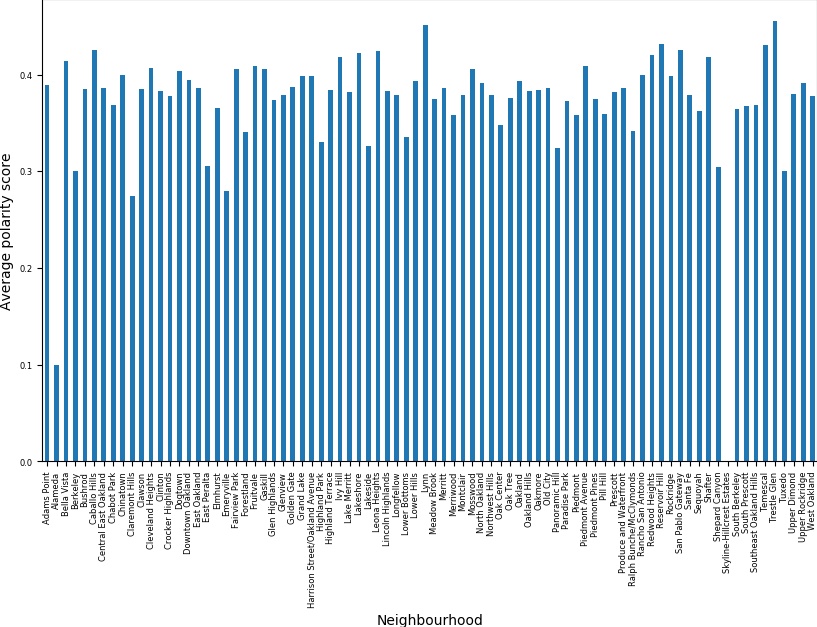 Average polarity score
0.4
0.3
0.2
0.1
0.0
Adams Point
Alameda
Bella Vista
Berkeley
Bushrod
Caballo Hills
Central East Oakland
Chabot Park
Chinatown
Claremont Hills
Clawson
Cleveland Heights
Clinton
Crocker Highlands
Dogtown
Downtown Oakland
East Oakland
East Peralta
Elmhurst
Emeryville
Fairview Park
Forestland
Fruitvale
Gaskill
Glen Highlands
Glenview
Golden Gate
Grand Lake
Harrison Street/Oakland Avenue
Highland Park
Highland Terrace
Ivy Hill
Lake Merritt
Lakeshore
Lakeside
Leona Heights
Lincoln Highlands
Longfellow
Lower Bottoms
Lower Hills
Lynn
Meadow Brook
Merritt
Merriwood
Montclair
Mosswood
North Oakland
Northwest Hills
Oak Center
Oak Tree
Oakland
Oakland Hills
Oakmore
Old City
Panoramic Hill
Paradise Park
Piedmont
Piedmont Avenue
Piedmont Pines
Pill Hill
Prescott
Produce and Waterfront
Ralph Bunche/McClymonds
Rancho San Antonio
Redwood Heights
Reservoir Hill
Rockridge
San Pablo Gateway
Santa Fe
Sequoyah
Shafter
Shepard Canyon
Skyline-Hillcrest Estates
South Berkeley
South Prescott
Southeast Oakland Hills
Temescal
Trestle Glen
Tuxedo
Upper Dimond
Upper Rockridge
West Oakland
Neighbourhood